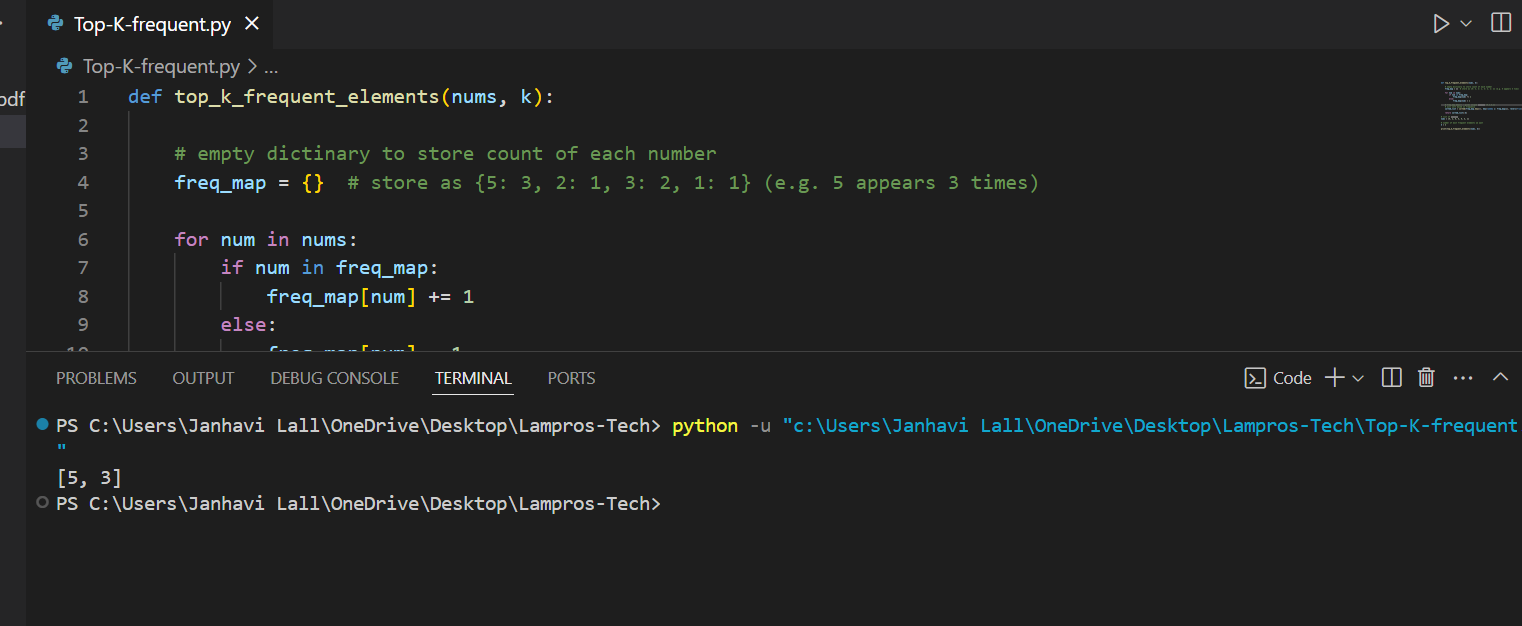 Top-K-frequent.py
Top-K-frequent.py > ...
pdf
1 def top_k_frequent_elements(nums, k):
2
3 # empty dictinary to store count of each number
4 freq_map = {} # store as {5: 3, 2: 1, 3: 2, 1: 1} (e.g. 5 appears 3 times)
5
6 for num in nums:
7 if num in freq_map:
8 freq_map[num] += 1
9 else:
10 freq_map[num] = 1
PROBLEMS OUTPUT DEBUG CONSOLE TERMINAL PORTS Code
PS C:\Users\Janhavi Lall\OneDrive\Desktop\Lampros-Tech> python -u "c:\Users\Janhavi Lall\OneDrive\Desktop\Lampros-Tech\Top-K-frequent
"
[5, 3]
PS C:\Users\Janhavi Lall\OneDrive\Desktop\Lampros-Tech>